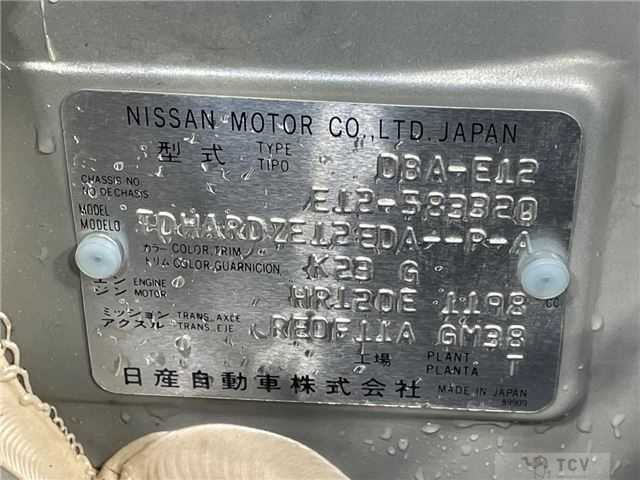 NISSAN MOTOR CO.,LTD. JAPAN
型式 TYPE TIPO DBA-E12
CHASSIS NO. NO DE CHASIS E12-583820
MODEL MODELO
カラー COLOR,TRIM トリム COLOR,GUARNICION K23 G
エンジン ENGINE MOTOR HR12DE 1198 CC
ミッション TRANS. AXLE アクスル TRANS. EJE RE0F11A GM38
工場 PLANT PLANTA T
日産自動車株式会社 MADE IN JAPAN
89909
TCV